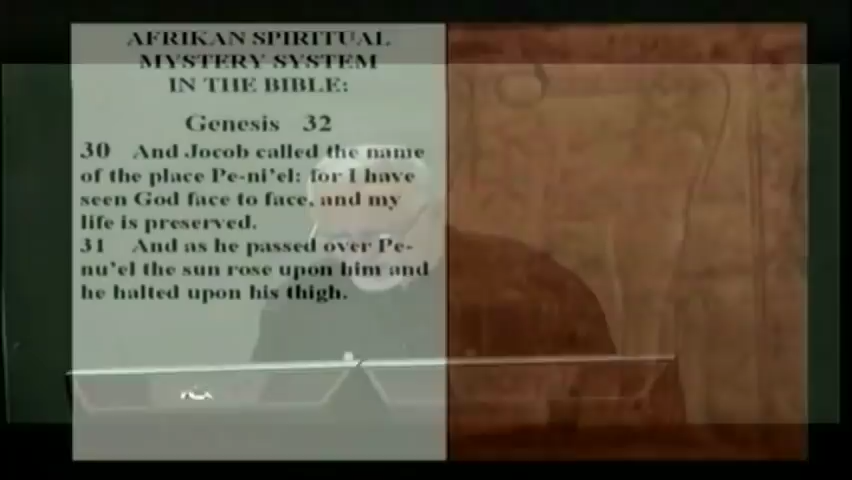 AFRIKAN SPIRITUAL
MYSTERY SYSTEM
IN THE BIBLE:
Genesis 32
30 And Jocob called the name
of the place Pe-ni'el: for I have
seen God face to face, and my
life is preserved.
31 And as he passed over Pe-
nu'el the sun rose upon him and
he halted upon his thigh.